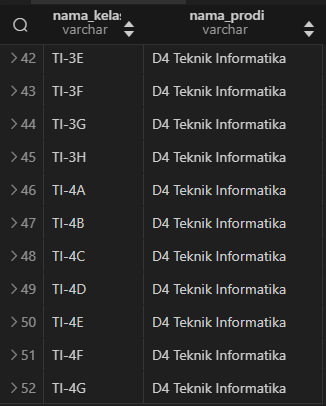 nama_kelas nama_prodi
varchar varchar
42 TI-3E D4 Teknik Informatika
43 TI-3F D4 Teknik Informatika
44 TI-3G D4 Teknik Informatika
45 TI-3H D4 Teknik Informatika
46 TI-4A D4 Teknik Informatika
47 TI-4B D4 Teknik Informatika
48 TI-4C D4 Teknik Informatika
49 TI-4D D4 Teknik Informatika
50 TI-4E D4 Teknik Informatika
51 TI-4F D4 Teknik Informatika
52 TI-4G D4 Teknik Informatika